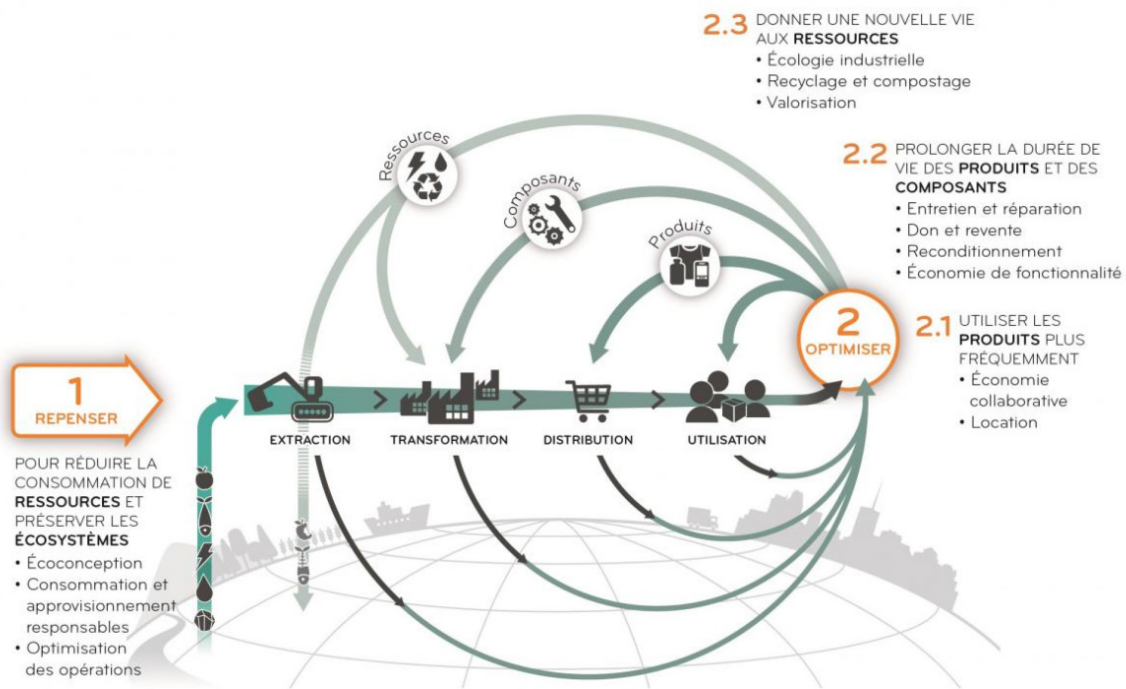 2.3 DONNER UNE NOUVELLE VIE
AUX RESSOURCES
• Écologie industrielle
• Recyclage et compostage
• Valorisation
2.2 PROLONGER LA DURÉE DE
VIE DES PRODUITS ET DES
COMPOSANTS
• Entretien et réparation
• Don et revente
• Reconditionnement
• Économie de fonctionnalité
2.1 UTILISER LES
PRODUITS PLUS
FRÉQUEMMENT
• Économie
collaborative
• Location
Ressources
Composants
Produits
2
OPTIMISER
1
REPENSER
EXTRACTION
TRANSFORMATION
DISTRIBUTION
UTILISATION
POUR RÉDUIRE LA
CONSOMMATION DE
RESSOURCES ET
PRÉSERVER LES
ÉCOSYSTÈMES
• Écoconception
• Consommation et
approvisionnement
responsables
• Optimisation
des opérations